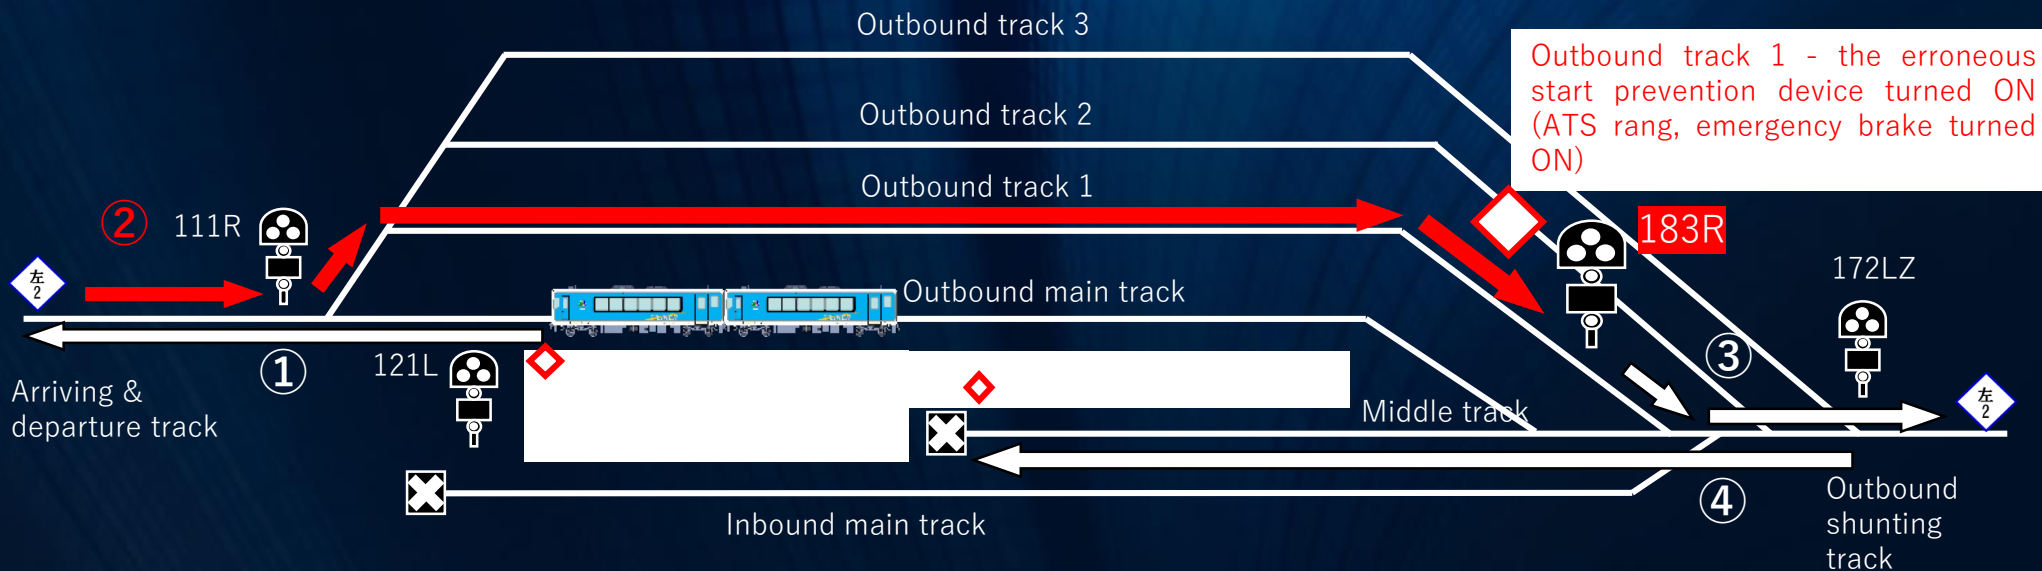 Outbound track 3
Outbound track 1 - the erroneous
start prevention device turned ON
(ATS rang, emergency brake turned
ON)
Outbound track 2
Outbound track 1
② 111R
183R
左
2
172LZ
Outbound main track
①
121L
③
Arriving &
departure track
左
2
Middle track
④
Outbound
shunting
track
Inbound main track